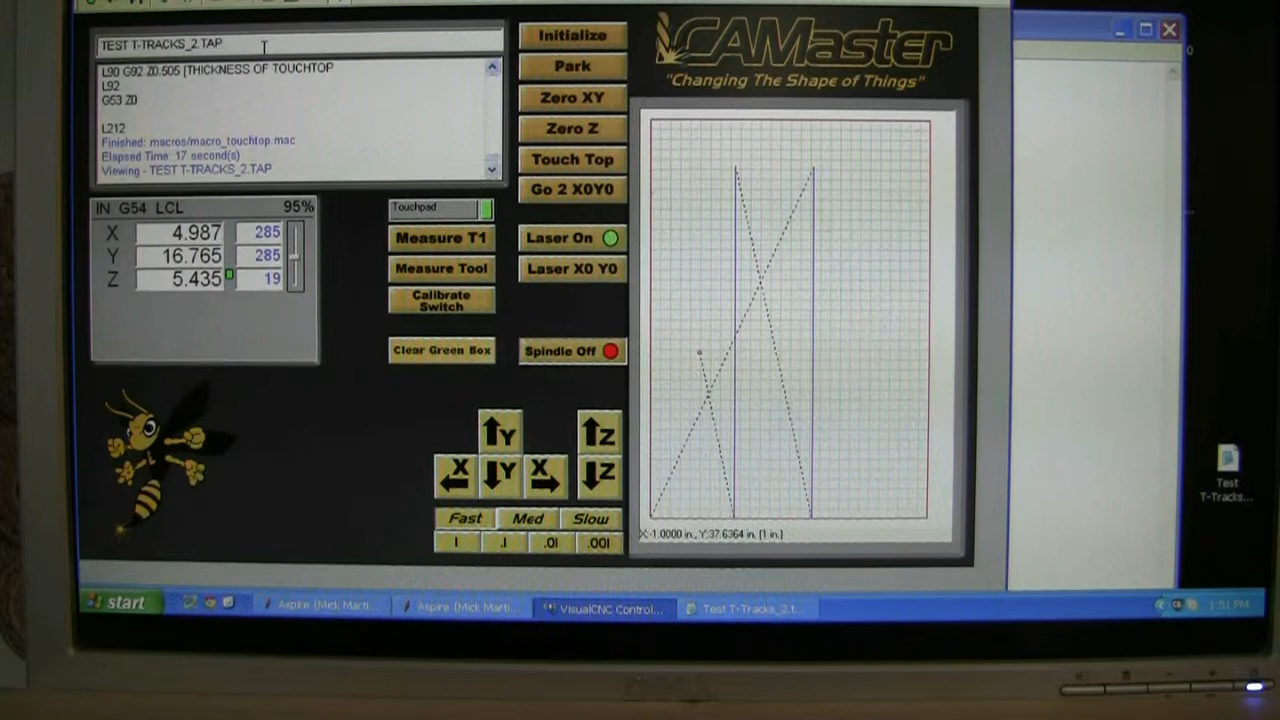 TEST T-TRACKS_2.TAP
L90 G92 Z0.505 [THICKNESS OF TOUCHTOP
L92
G53 Z0
L212
Finished: macros/macro_touchtop.mac
Elapsed Time: 17 second(s)
Viewing - TEST T-TRACKS_2.TAP
Initialize
Park
Zero XY
Zero Z
Touch Top
Go 2 X0Y0
CAMaster
"Changing The Shape of Things"
IN G54 LCL 95%
X 4.987 285
Y 16.765 285
Z 5.435 19
Touchpad
Measure T1
Measure Tool
Calibrate
Switch
Clear Green Box
Laser On
Laser X0 Y0
Spindle Off
Y Z
X Y X Z
Fast Med Slow
1 .1 .01 .001
X:-1.0000 in., Y:37.6364 in. [1 in.]
Test
T-Tracks...
start
Aspire (Mick Marti...
Aspire (Mick Marti...
VisualCNC Control...
Test T-Tracks_2.t...
1:51 PM